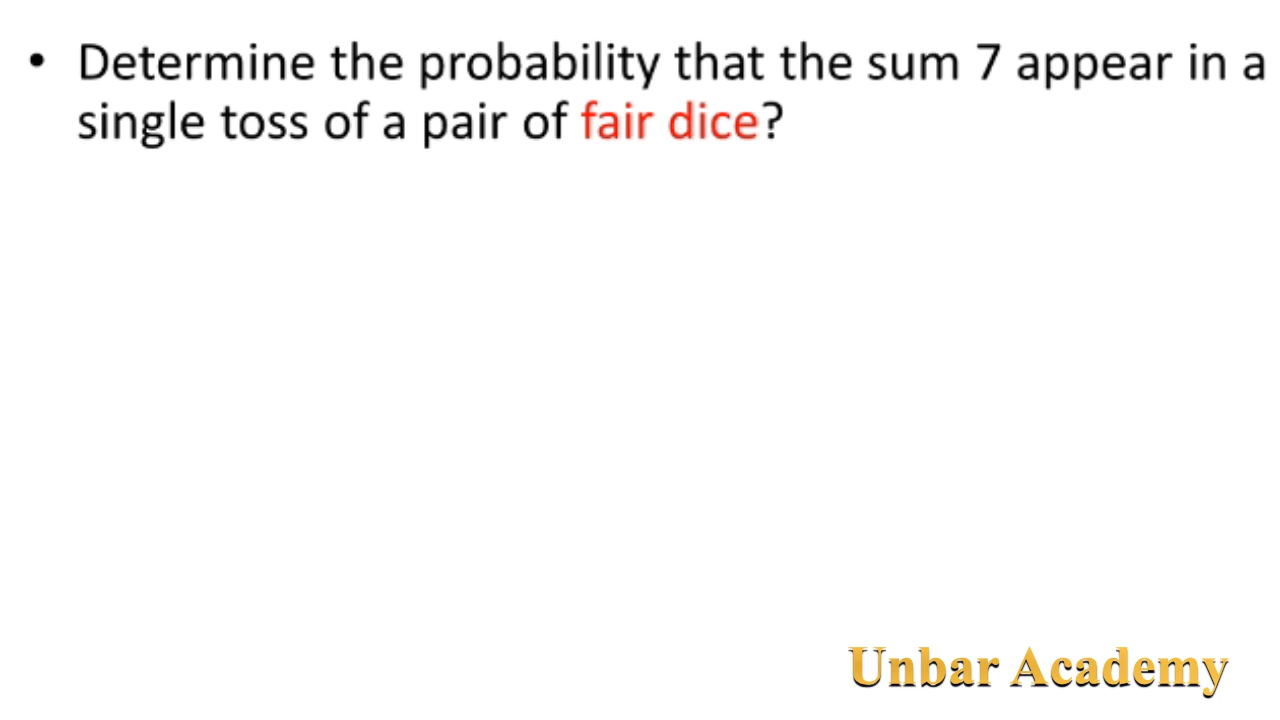 • Determine the probability that the sum 7 appear in a
single toss of a pair of fair dice?
Unbar Academy